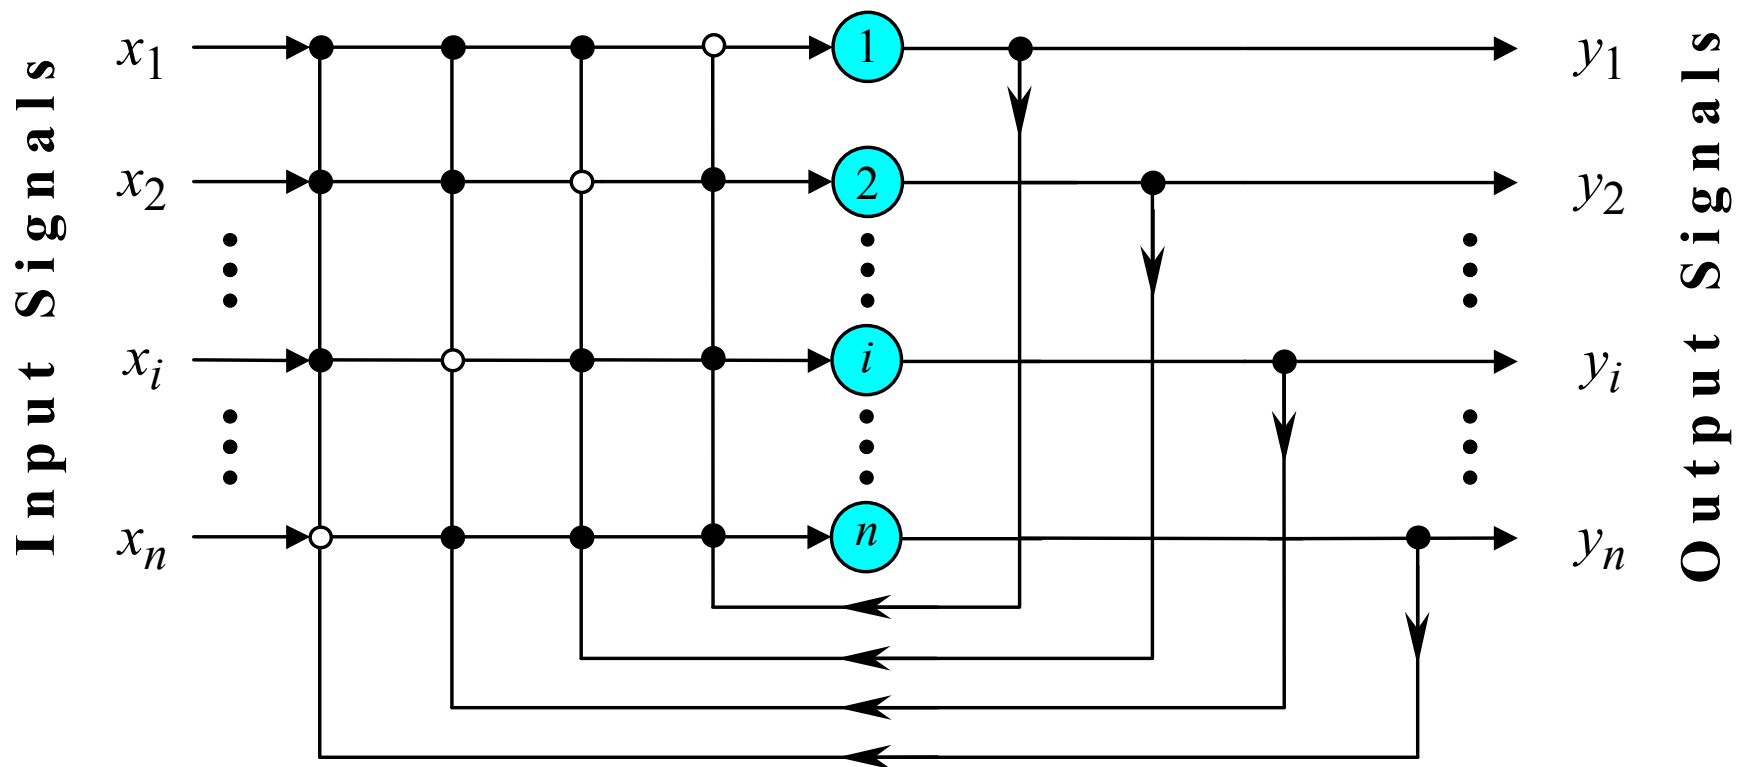 Input Signals
x1 1 y1
x2 2 y2
xi i yi
xn n yn
Output Signals